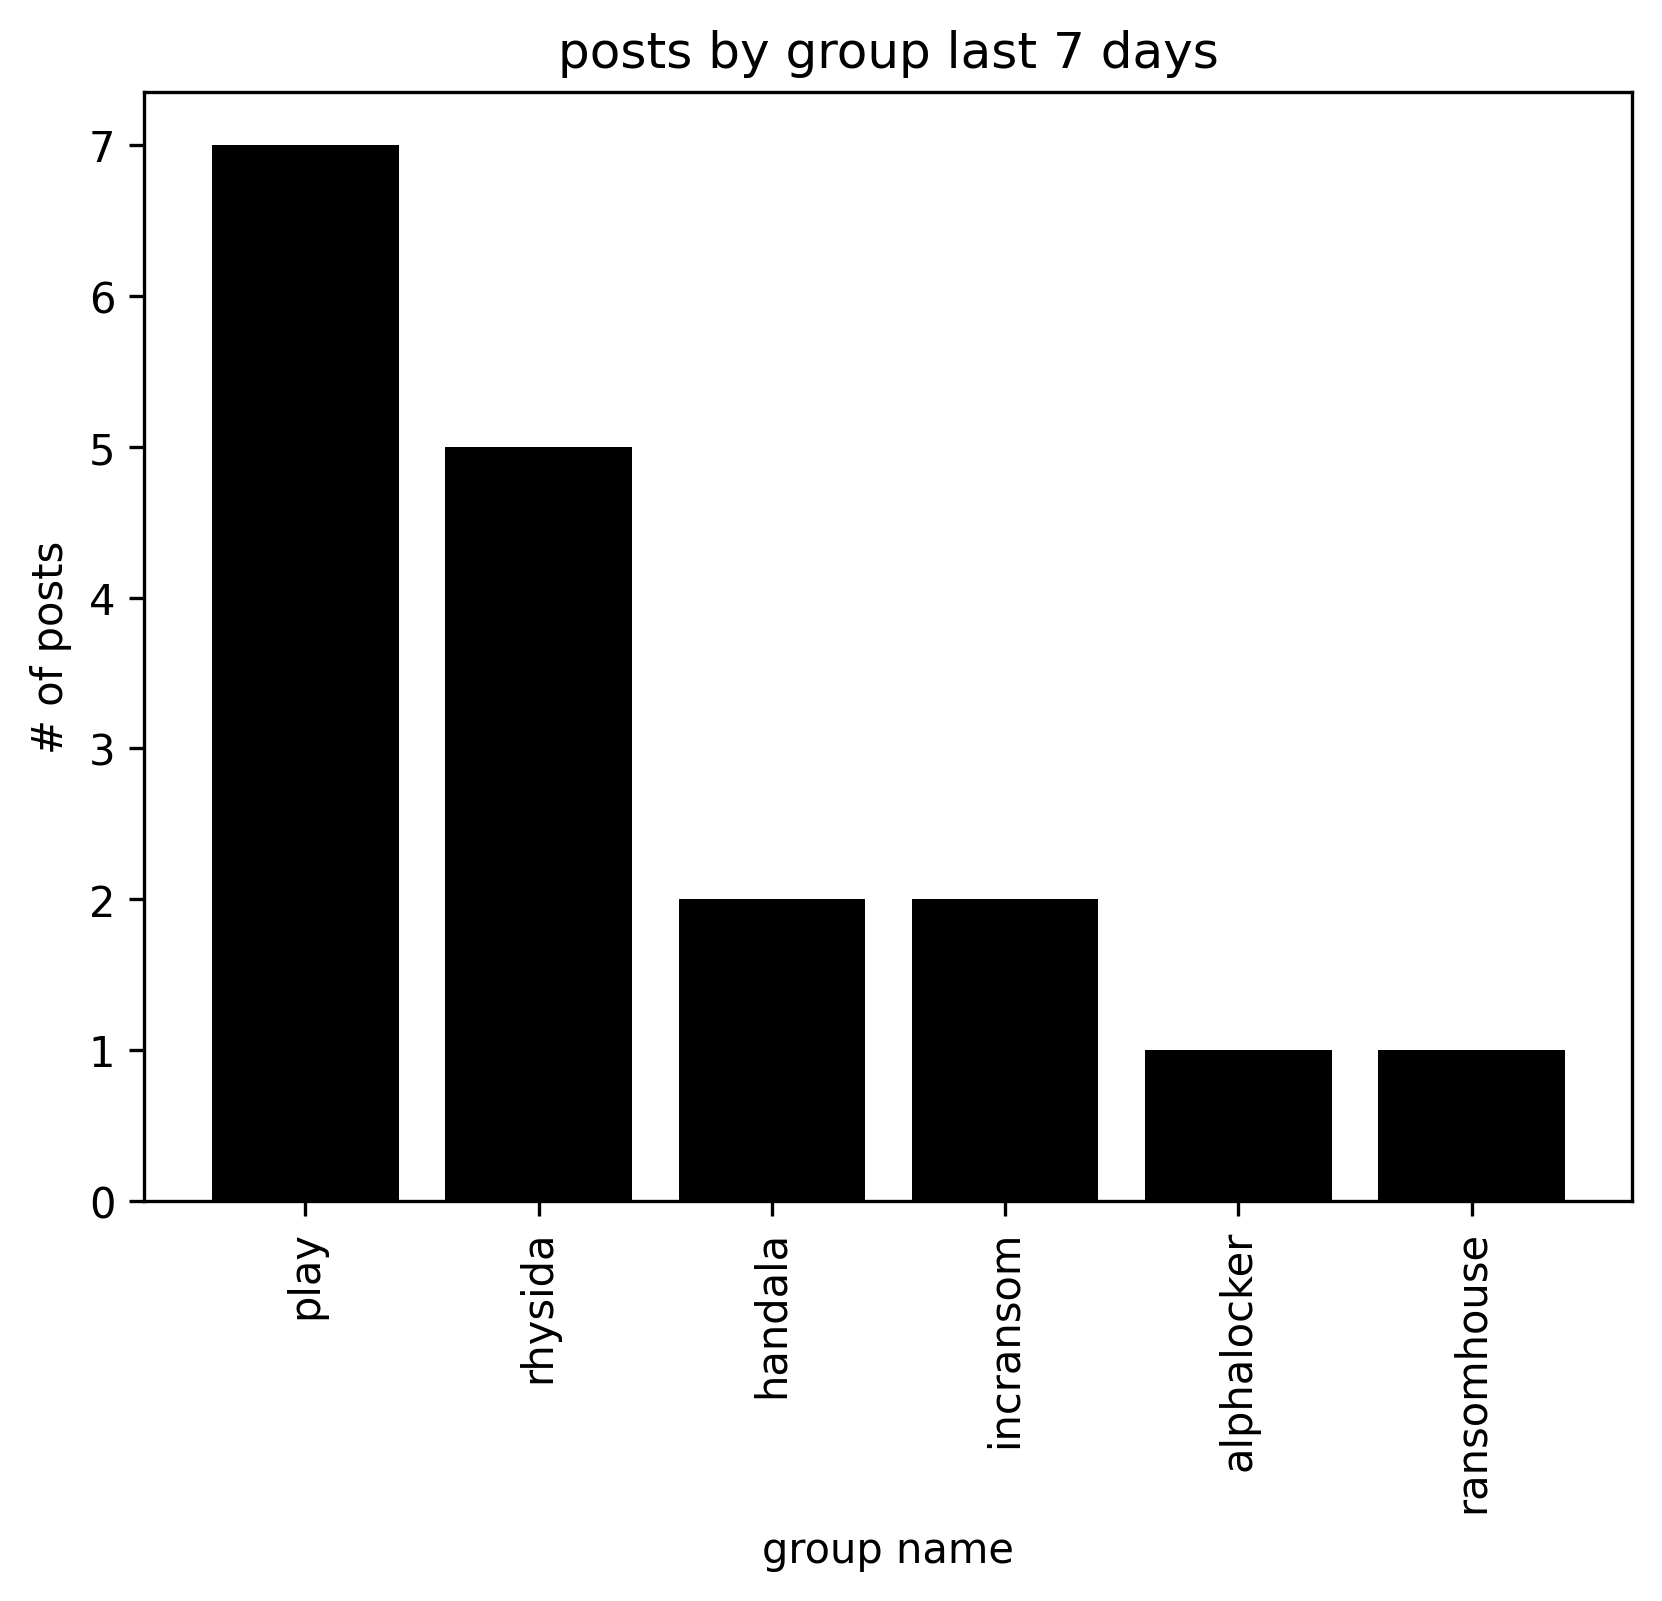 posts by group last 7 days
# of posts
7
6
5
4
3
2
1
0
play
rhysida
handala
incransom
alphalocker
ransomhouse
group name